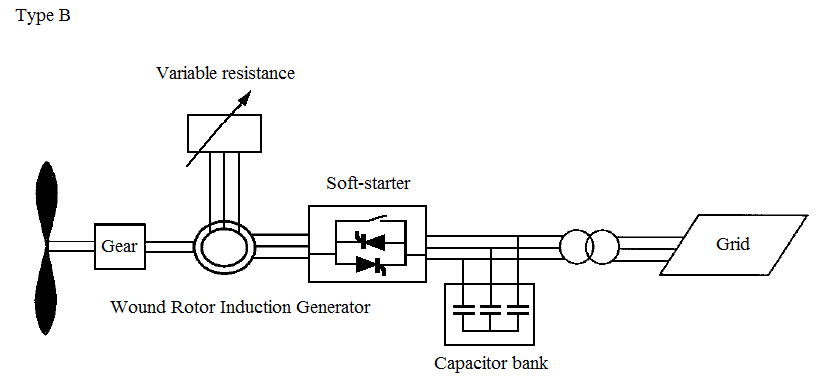 Type B
Variable resistance
Soft-starter
Gear
Grid
Wound Rotor Induction Generator
Capacitor bank